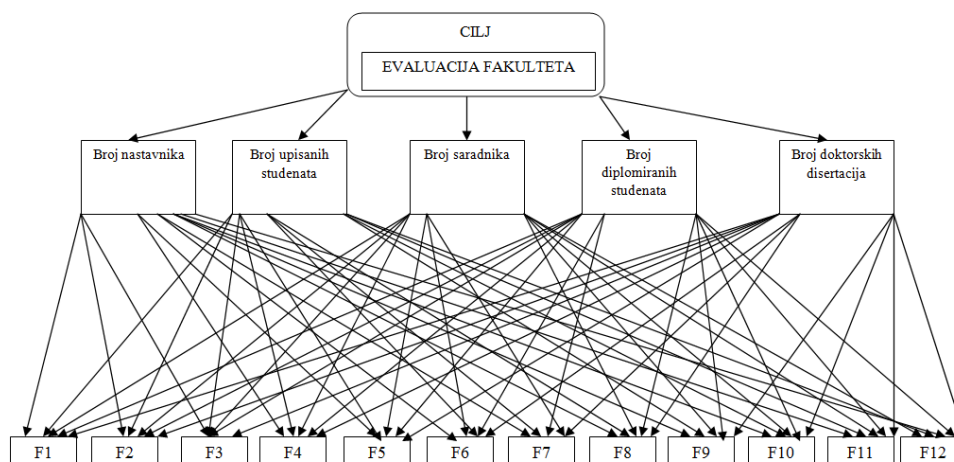 CILJ
EVALUACIJA FAKULTETA
Broj nastavnika
Broj upisanih
studenata
Broj saradnika
Broj
diplomiranih
studenata
Broj doktorskih
disertacija
F1
F2
F3
F4
F5
F6
F7
F8
F9
F10
F11
F12